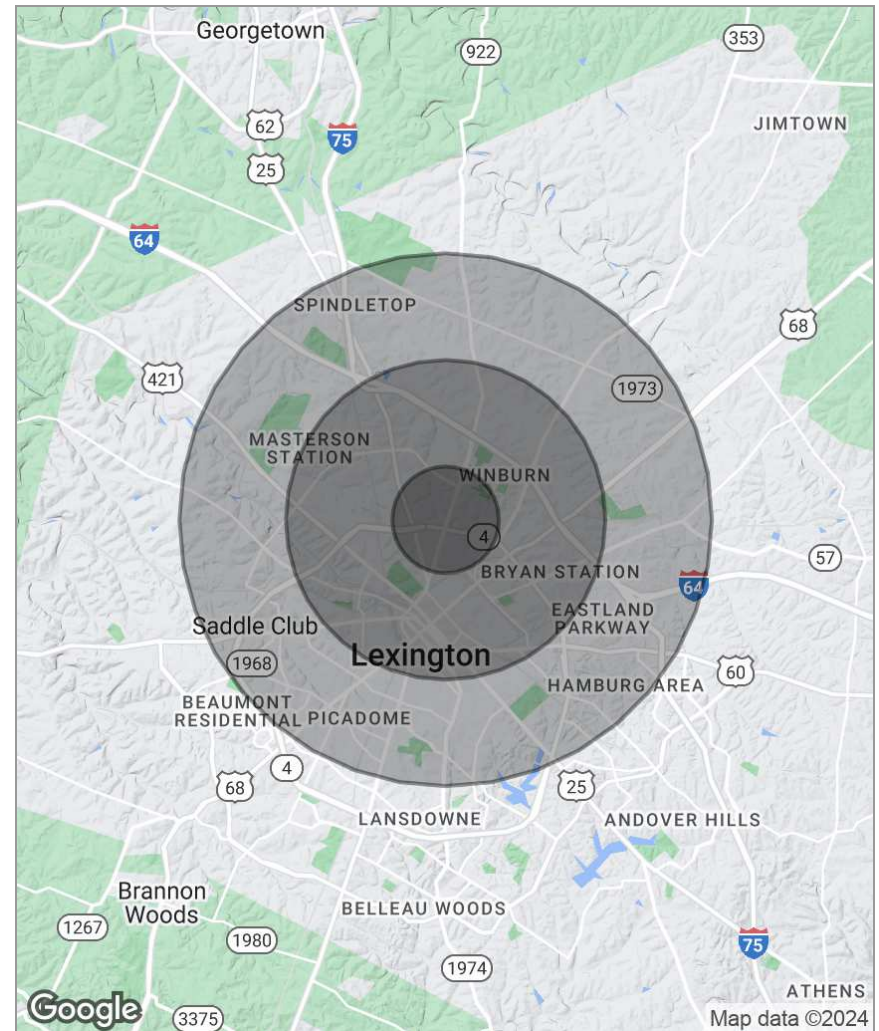 Georgetown
922
353
62
JIMTOWN
75
25
64
SPINDLETOP
68
421
1973
MASTERSON
STATION
WINBURN
4
57
BRYAN STATION
64
EASTLAND
PARKWAY
Saddle Club
Lexington
1968
60
HAMBURG AREA
BEAUMONT
RESIDENTIAL
PICADOME
4
68
25
LANSDOWNE
ANDOVER HILLS
Brannon
Woods
BELLEAU WOODS
1267
1980
75
1974
ATHENS
Google
3375
Map data ©2024